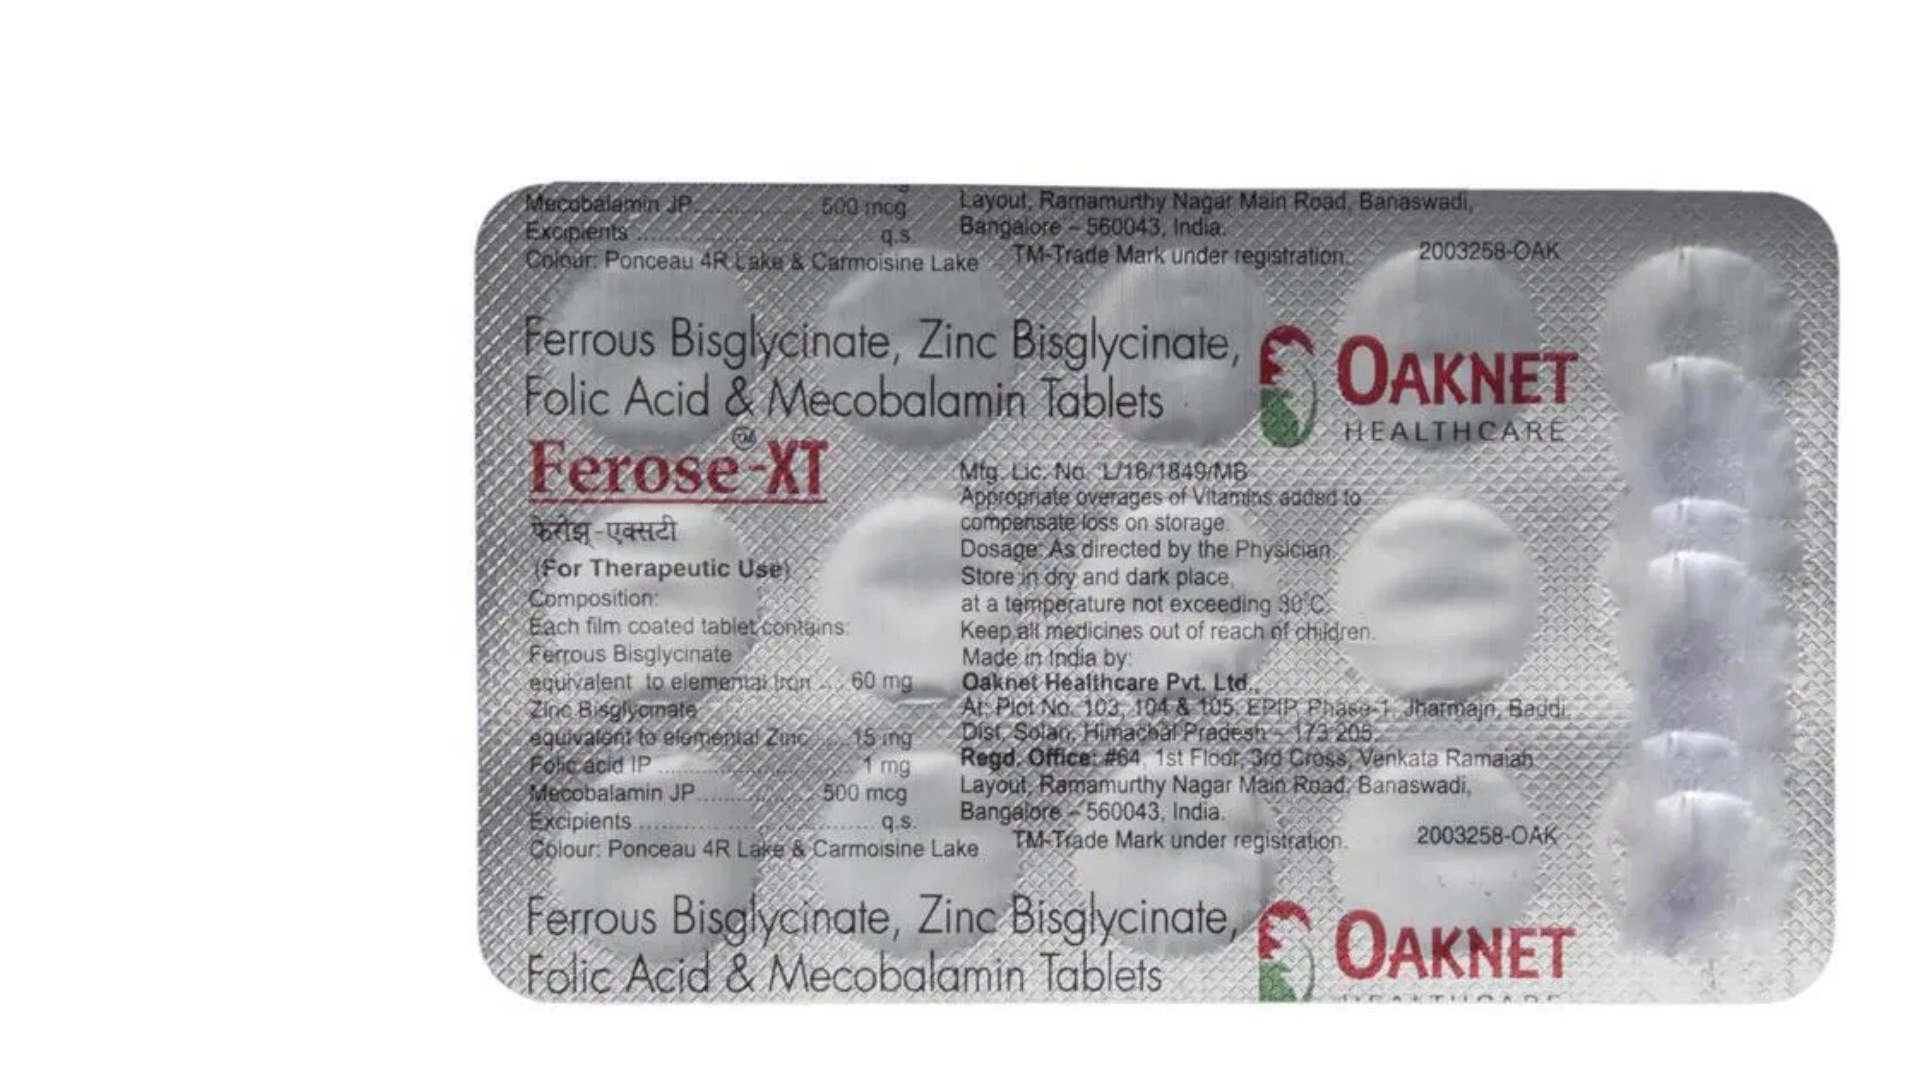 Mecobalamin JP.................. 500 mcg
Excipients .................................... q.s.
Colour: Ponceau 4R Lake & Carmoisine Lake
Layout, Ramamurthy Nagar Main Road, Banaswadi,
Bangalore – 560043, India.
TM-Trade Mark under registration. 2003258-OAK
Ferrous Bisglycinate, Zinc Bisglycinate,
Folic Acid & Mecobalamin Tablets
OAKNET
HEALTHCARE
Ferose-XT™
फेरोझ्-एक्सटी
(For Therapeutic Use)
Composition:
Each film coated tablet contains:
Ferrous Bisglycinate
equivalent to elemental Iron .... 60 mg
Zinc Bisglycinate
equivalent to elemental Zinc ......15 mg
Folic acid IP .............................. 1 mg
Mecobalamin JP.................. 500 mcg
Excipients .................................... q.s.
Colour: Ponceau 4R Lake & Carmoisine Lake
Mfg. Lic. No. L/16/1849/MB
Appropriate overages of Vitamins added to
compensate loss on storage.
Dosage: As directed by the Physician.
Store in dry and dark place,
at a temperature not exceeding 30°C.
Keep all medicines out of reach of children.
Made in India by:
Oaknet Healthcare Pvt. Ltd.,
At: Plot No. 103, 104 & 105, EPIP, Phase-1, Jharmajri, Baddi,
Dist. Solan, Himachal Pradesh – 173 205.
Regd. Office: #64, 1st Floor, 3rd Cross, Venkata Ramaiah
Layout, Ramamurthy Nagar Main Road, Banaswadi,
Bangalore – 560043, India.
TM-Trade Mark under registration. 2003258-OAK
Ferrous Bisglycinate, Zinc Bisglycinate,
Folic Acid & Mecobalamin Tablets
OAKNET
HEALTHCARE